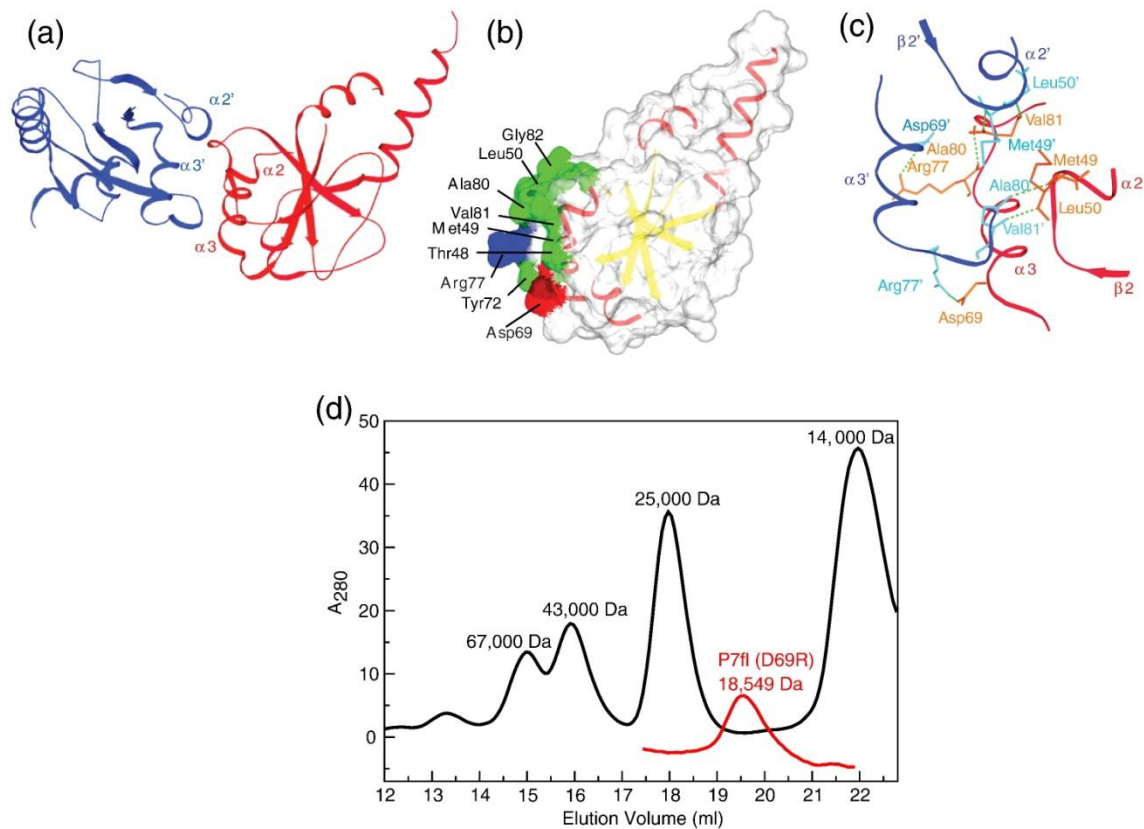 (a)
α2'
α3'
α2
α3
(b)
Gly82
Leu50
Ala80
Val81
Met49
Thr48
Arg77
Tyr72
Asp69
(c)
β2'
α2'
Leu50'
Asp69'
Val81
Ala80
Met49'
Arg77
Met49
α3'
Ala80
α2
Leu50
Val81'
α3
Arg77'
β2
Asp69
(d)
50
40
30
20
10
0
A280
14,000 Da
25,000 Da
43,000 Da
67,000 Da
P7fl (D69R)
18,549 Da
12 13 14 15 16 17 18 19 20 21 22
Elution Volume (ml)